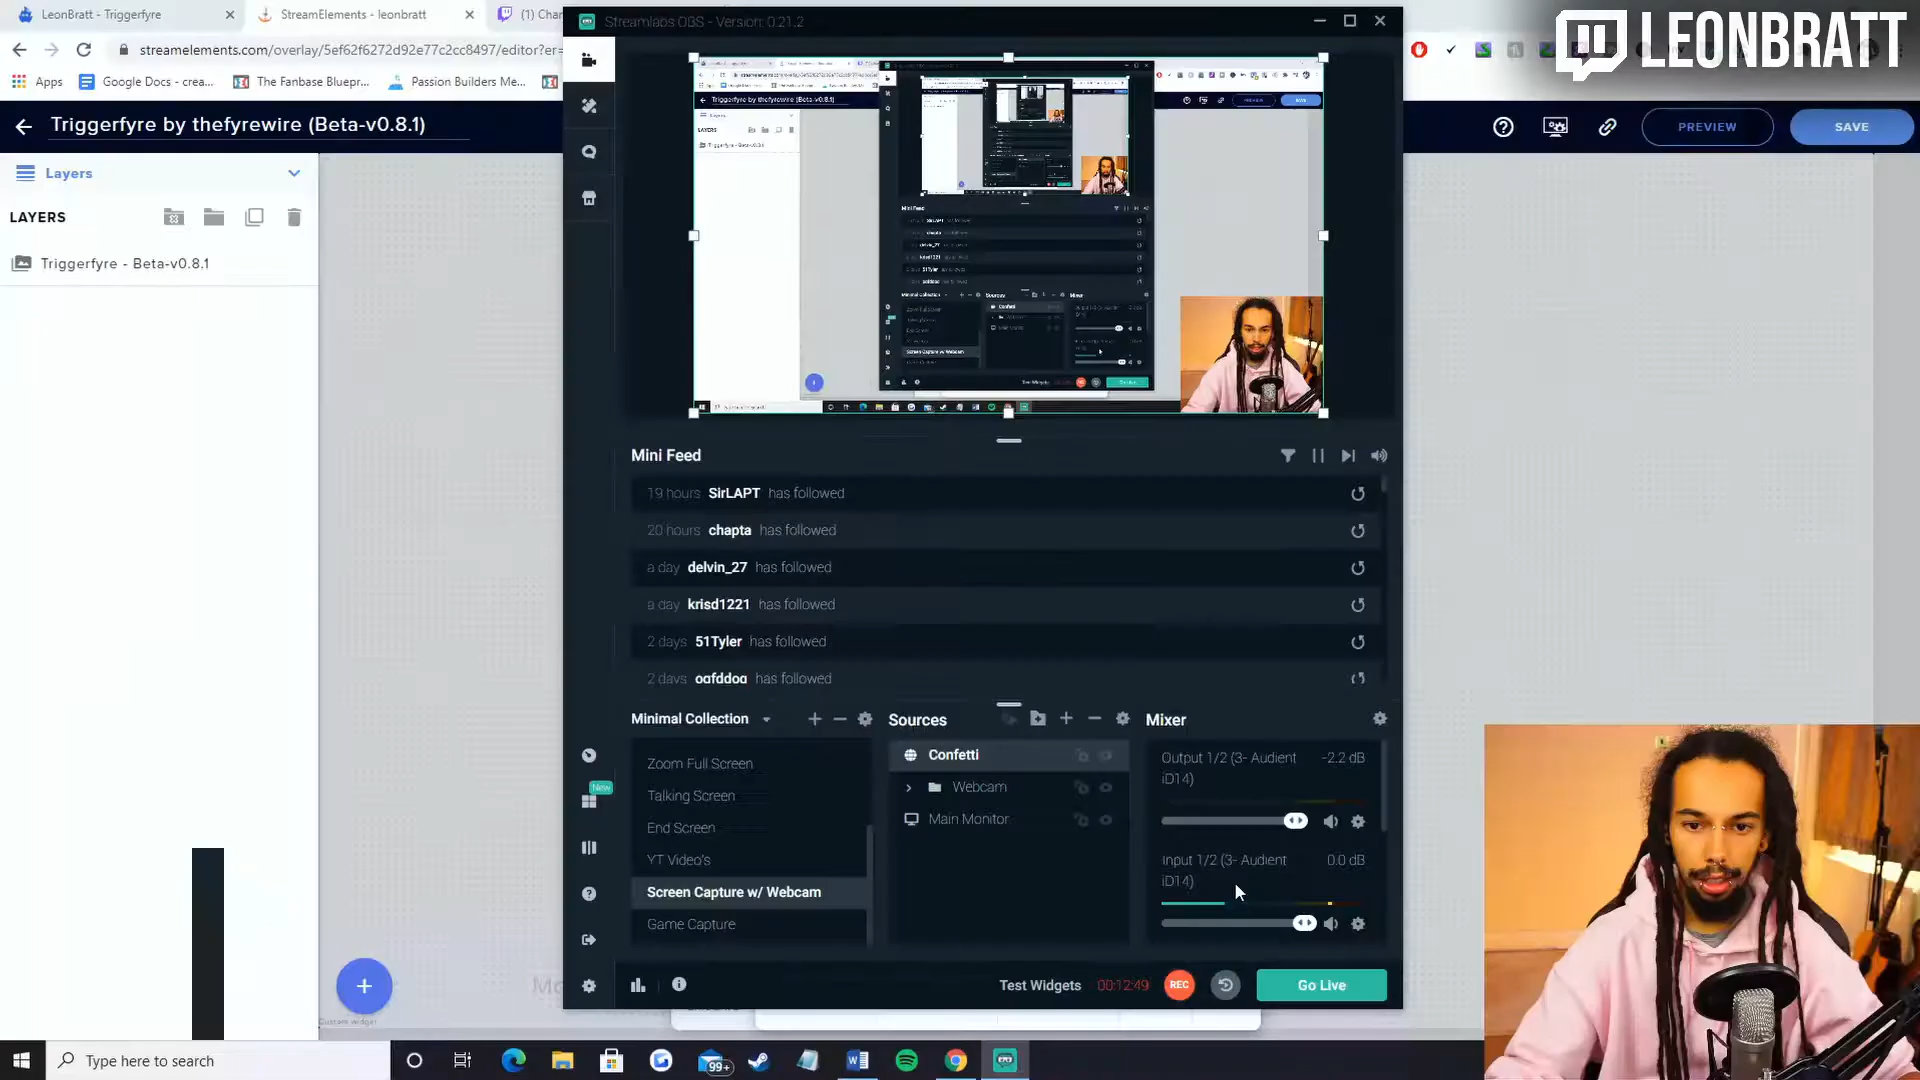 LeonBratt - Triggerfyre
StreamElements - leonbratt
(1) Chan
Streamlabs OBS - Version: 0.21.2
LEONBRATT
streamelements.com/overlay/5ef62f6272d92e77c2cc8497/editor?er=
Apps
Google Docs - crea...
The Fanbase Bluepr...
Passion Builders Me...
Triggerfyre by thefyrewire (Beta-v0.8.1)
PREVIEW
SAVE
Layers
LAYERS
Triggerfyre - Beta-v0.8.1
Mini Feed
19 hours SirLAPT has followed
20 hours chapta has followed
a day delvin_27 has followed
a day krisd1221 has followed
2 days 51Tyler has followed
2 days ogfddog has followed
Minimal Collection
Sources
Mixer
Zoom Full Screen
Talking Screen
End Screen
YT Video's
Screen Capture w/ Webcam
Game Capture
Confetti
Webcam
Main Monitor
Output 1/2 (3- Audient iD14)
-2.2 dB
Input 1/2 (3- Audient iD14)
0.0 dB
New
Test Widgets
00:12:49
REC
Go Live
Custom widget
Type here to search
99+